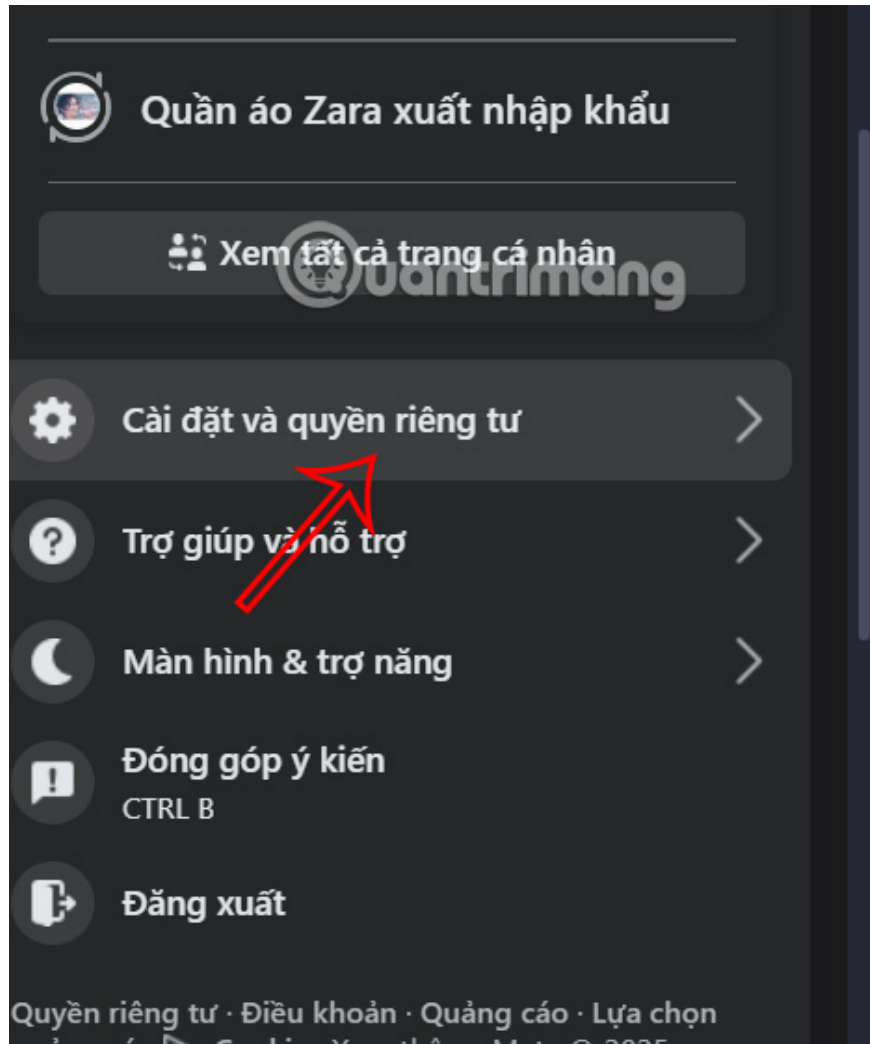 Quần áo Zara xuất nhập khẩu
Xem tất cả trang cá nhân
Quantrimang
Cài đặt và quyền riêng tư
Trợ giúp và hỗ trợ
Màn hình & trợ năng
Đóng góp ý kiến
CTRL B
Đăng xuất
Quyền riêng tư · Điều khoản · Quảng cáo · Lựa chọn